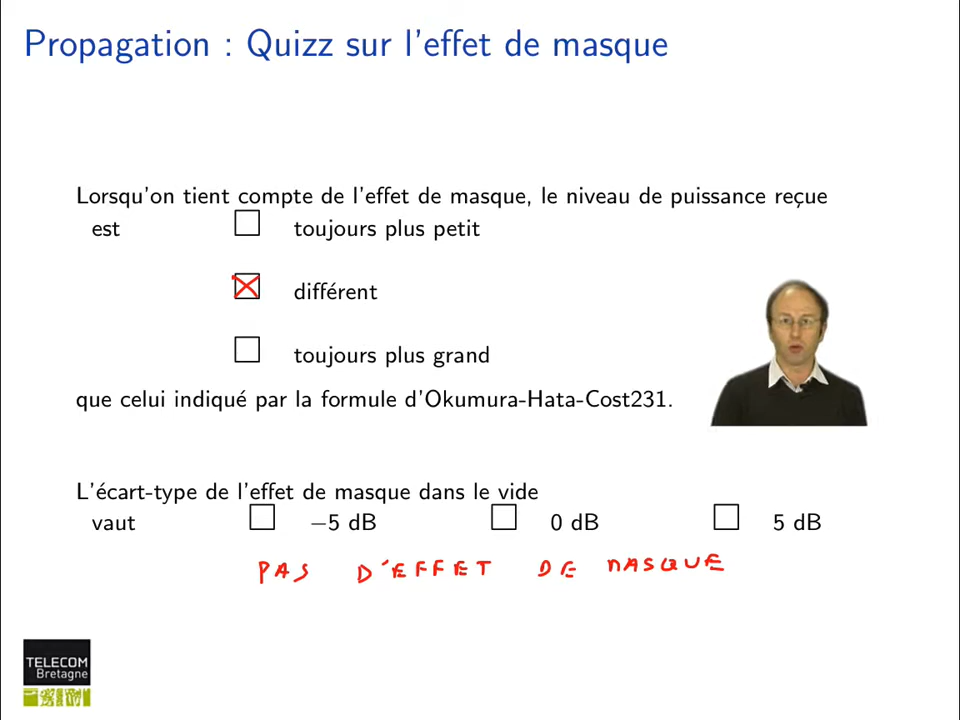 Propagation : Quizz sur l'effet de masque
Lorsqu'on tient compte de l'effet de masque, le niveau de puissance reçue
est toujours plus petit
différent
toujours plus grand
que celui indiqué par la formule d'Okumura-Hata-Cost231.
L'écart-type de l'effet de masque dans le vide
vaut −5 dB 0 dB 5 dB
PAS D'EFFET DE MASQUE
TELECOM
Bretagne